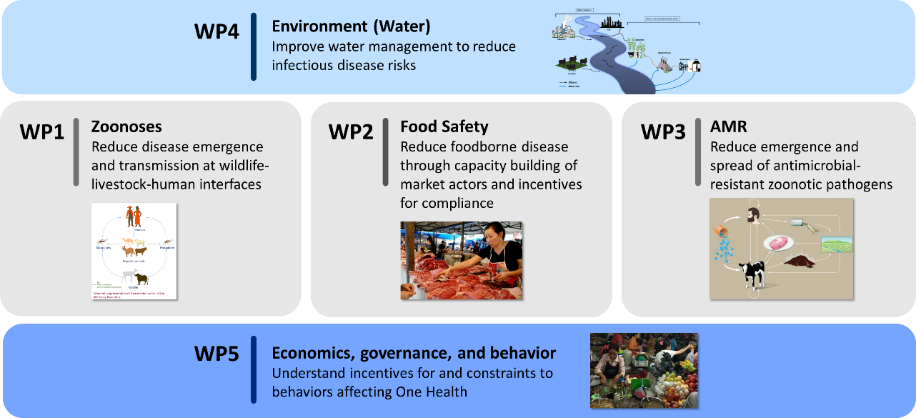 WP4
Environment (Water)
Improve water management to reduce
infectious disease risks
WP1
Zoonoses
Reduce disease emergence
and transmission at wildlife-
livestock-human interfaces
WP2
Food Safety
Reduce foodborne disease
through capacity building of
market actors and incentives
for compliance
WP3
AMR
Reduce emergence and
spread of antimicrobial-
resistant zoonotic pathogens
WP5
Economics, governance, and behavior
Understand incentives for and constraints to
behaviors affecting One Health